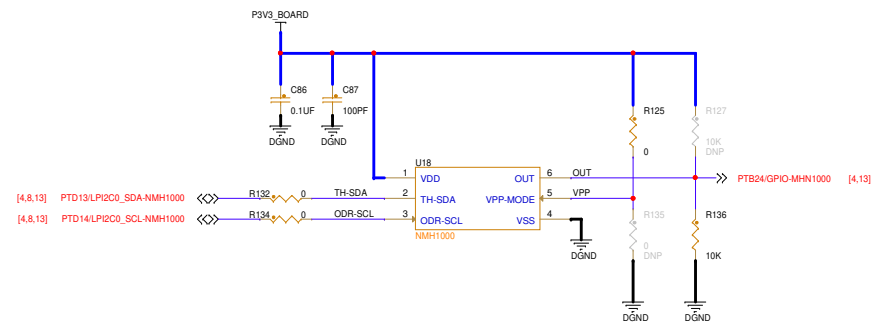 P3V3_BOARD
C86
0.1UF
C87
100PF
DGND
DGND
R125
0
R127
10K
DNP
U18
1 VDD OUT 6 OUT
PTB24/GPIO-MHN1000 [4,13]
[4,8,13] PTD13/LPI2C0_SDA-NMH1000 R132 0 TH-SDA 2 TH-SDA VPP-MODE 5 VPP
[4,8,13] PTD14/LPI2C0_SCL-NMH1000 R134 0 ODR-SCL 3 ODR-SCL VSS 4
NMH1000
DGND
R135
0
DNP
R136
10K
DGND
DGND